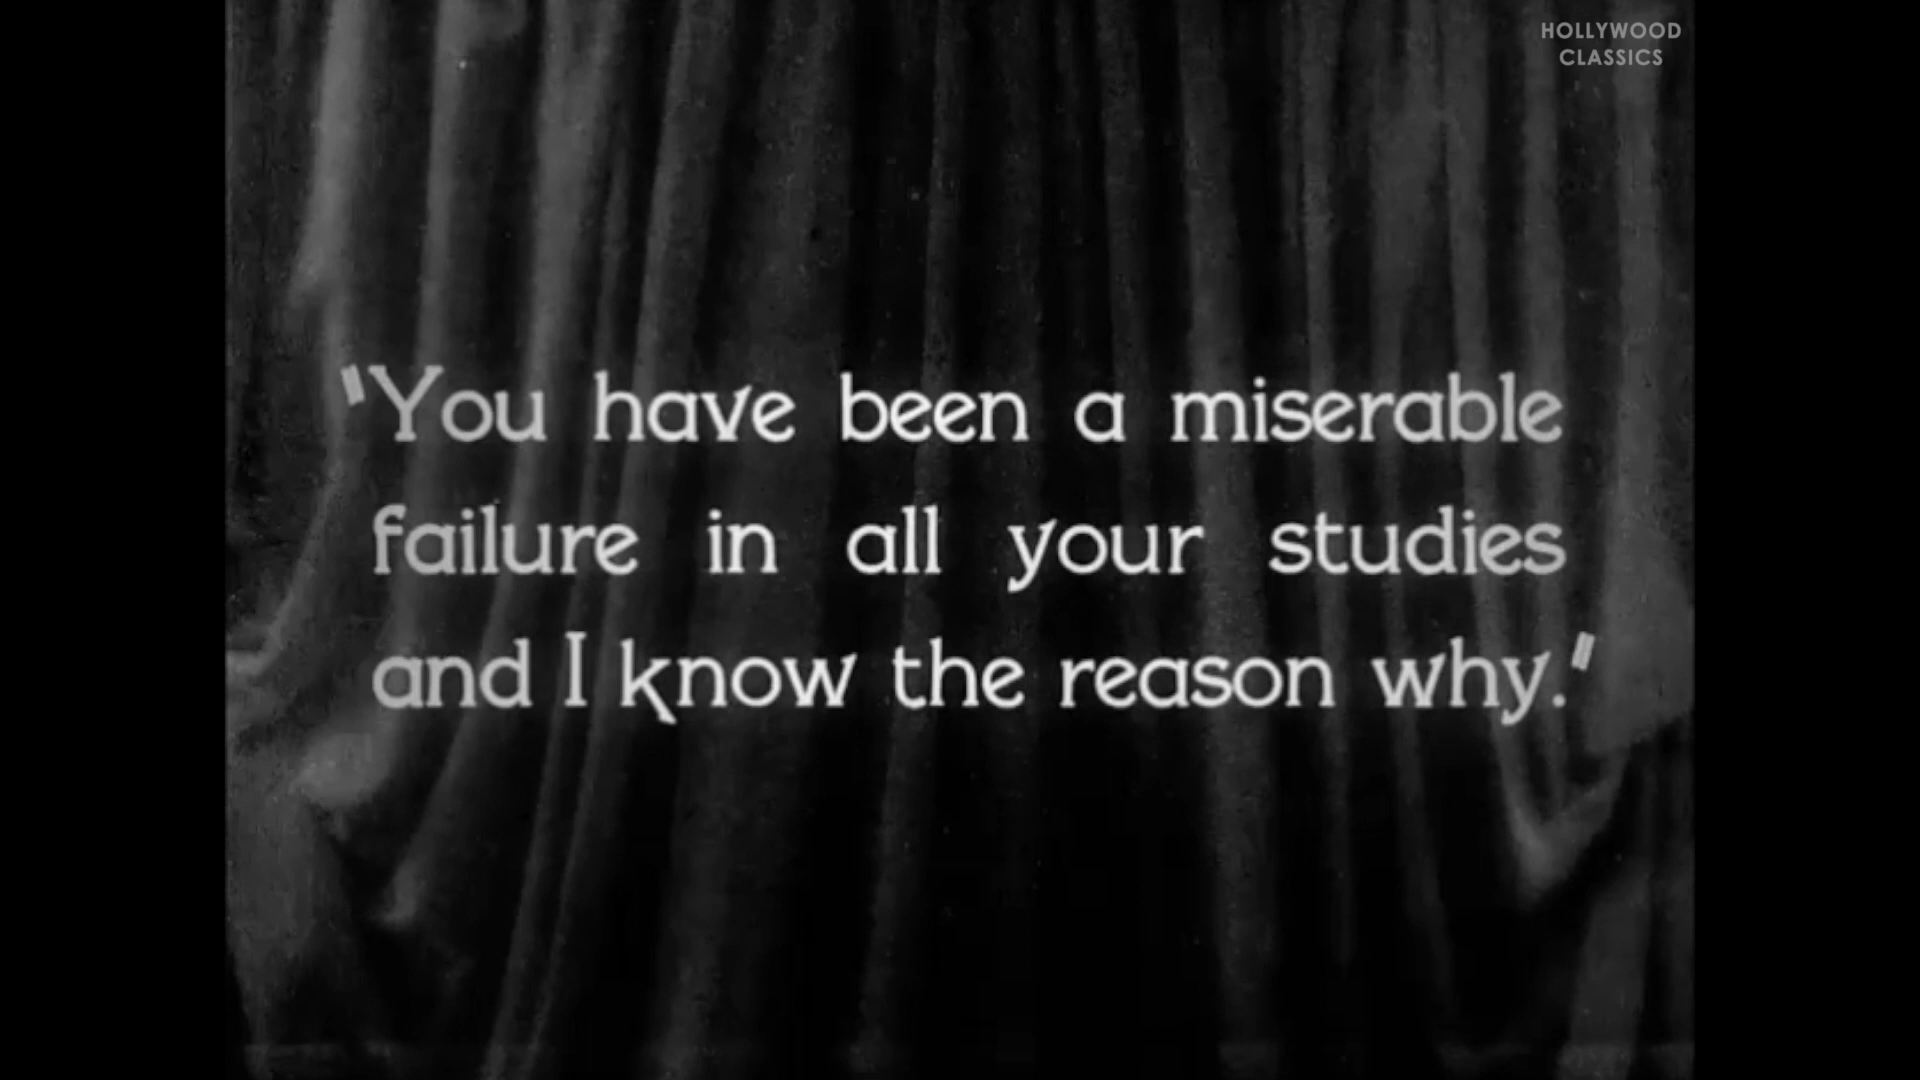 HOLLYWOOD
CLASSICS
"You have been a miserable
failure in all your studies
and I know the reason why."